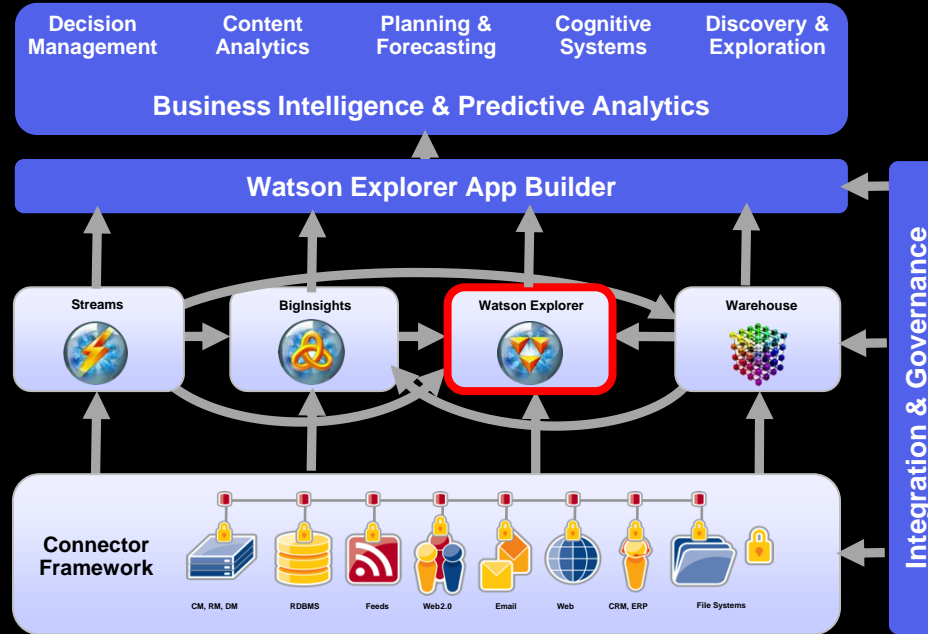 Decision
Management
Content
Analytics
Planning &
Forecasting
Cognitive
Systems
Discovery &
Exploration
Business Intelligence & Predictive Analytics
Watson Explorer App Builder
Streams
BigInsights
Watson Explorer
Warehouse
Connector
Framework
CM, RM, DM
RDBMS
Feeds
Web2.0
Email
Web
CRM, ERP
File Systems
Integration & Governance